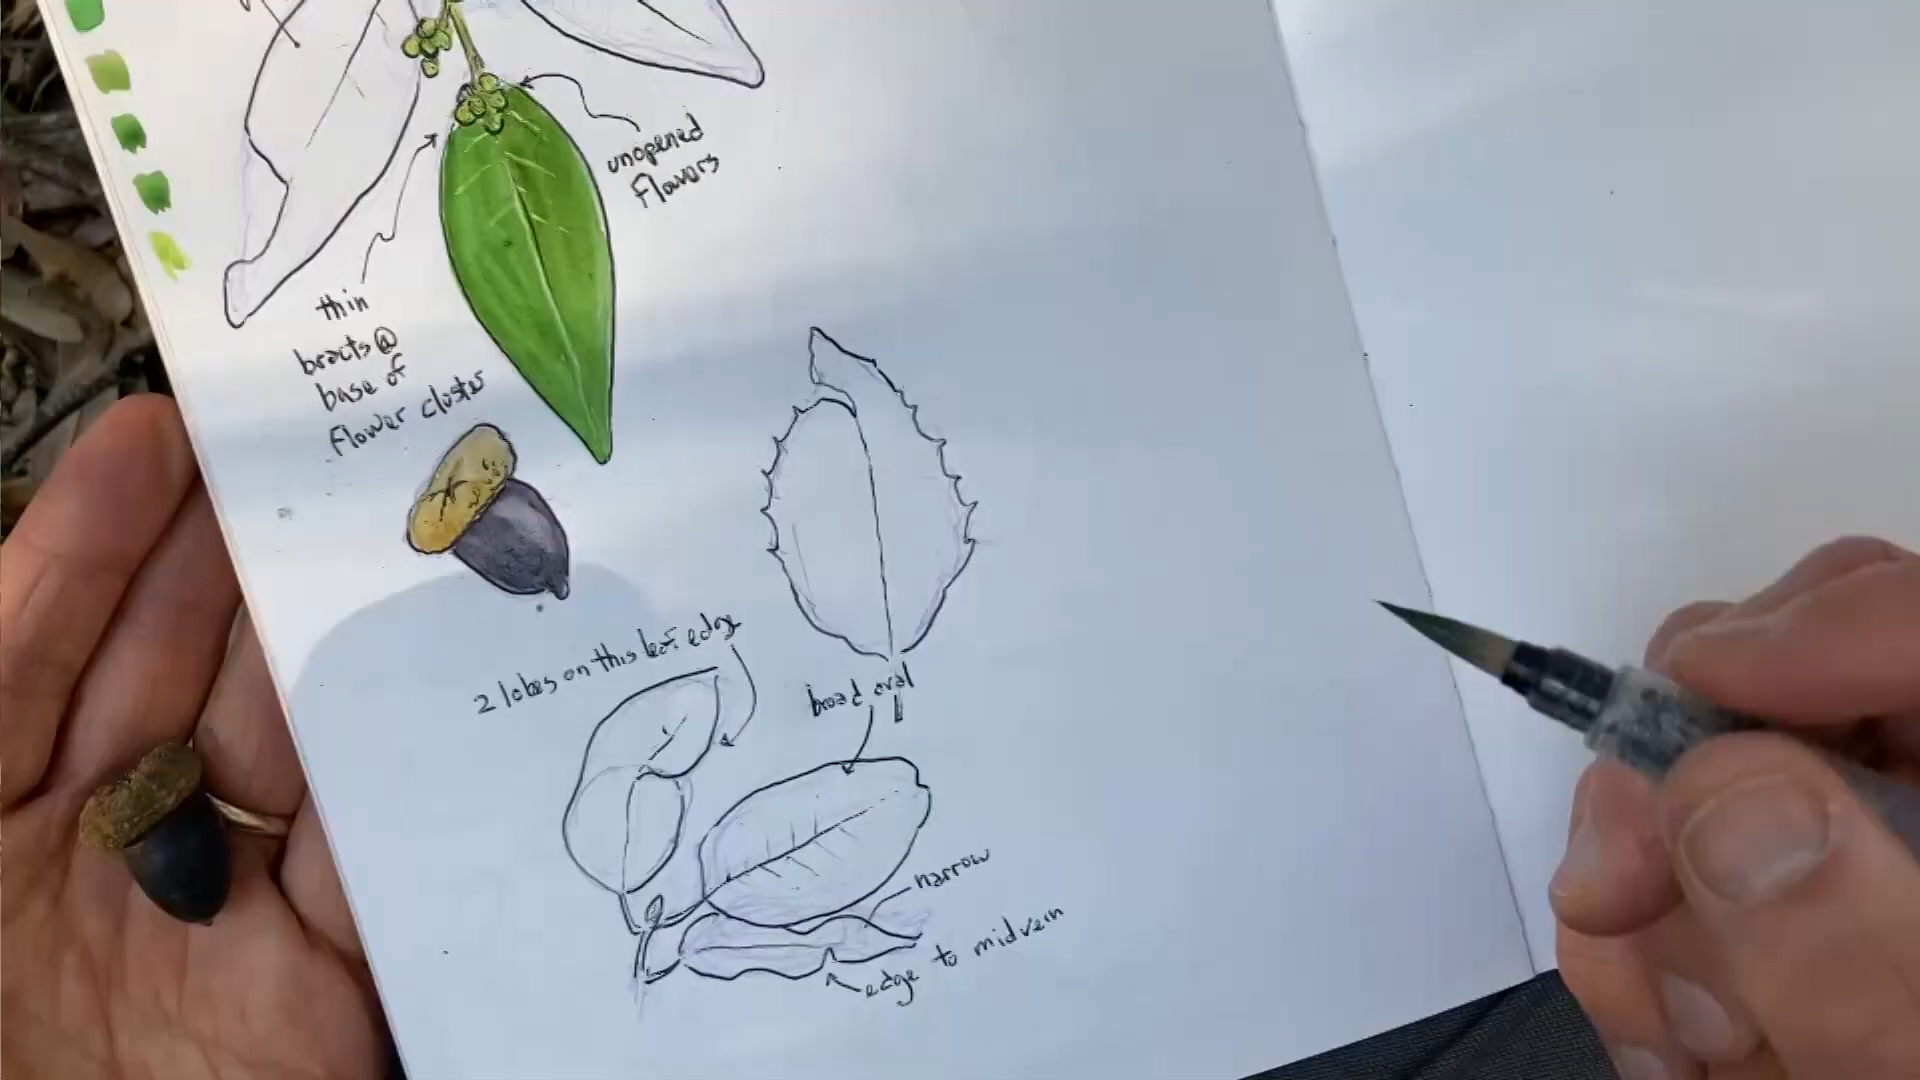 unopened
flowers
thin
bracts @
base of
flower cluster
2 lobes on this leaf edge
broad oval
narrow
edge to midvein